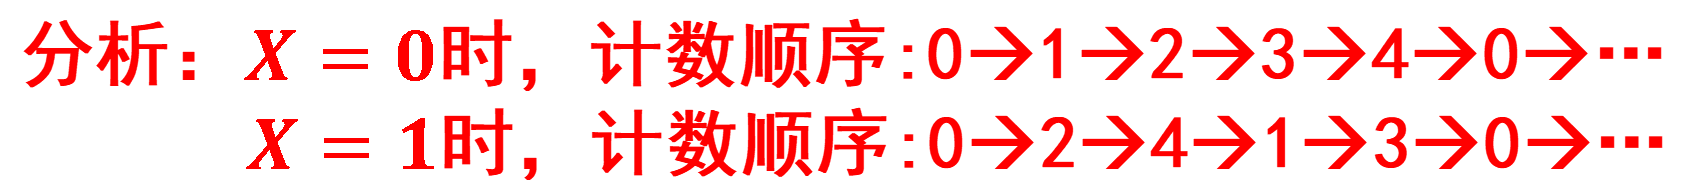 分析：X = 0时，计数顺序:0→1→2→3→4→0→⋯
X = 1时，计数顺序:0→2→4→1→3→0→⋯